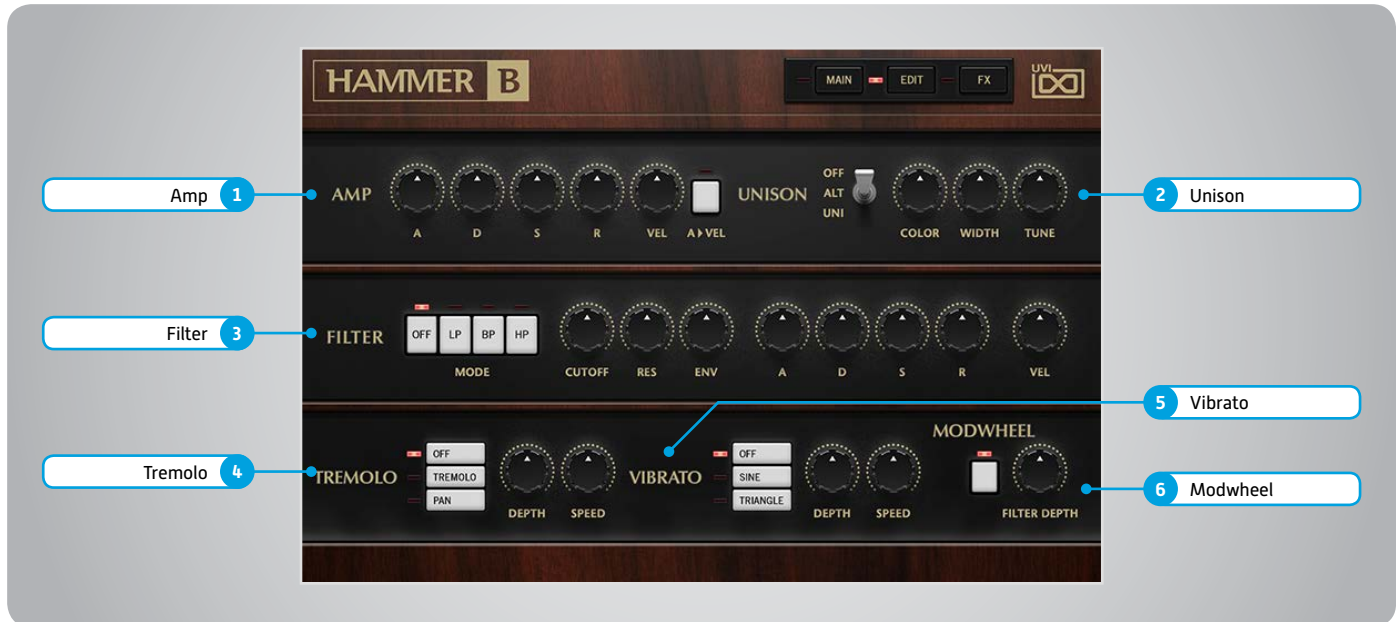 HAMMER B
MAIN EDIT FX
UVI
Amp 1
AMP
A D S R VEL A▶VEL
UNISON
OFF
ALT
UNI
COLOR WIDTH TUNE
2 Unison
Filter 3
FILTER
OFF LP BP HP
MODE
CUTOFF RES ENV A D S R VEL
5 Vibrato
Tremolo 4
TREMOLO
OFF
TREMOLO
PAN
DEPTH SPEED
VIBRATO
OFF
SINE
TRIANGLE
DEPTH SPEED
MODWHEEL
FILTER DEPTH
6 Modwheel